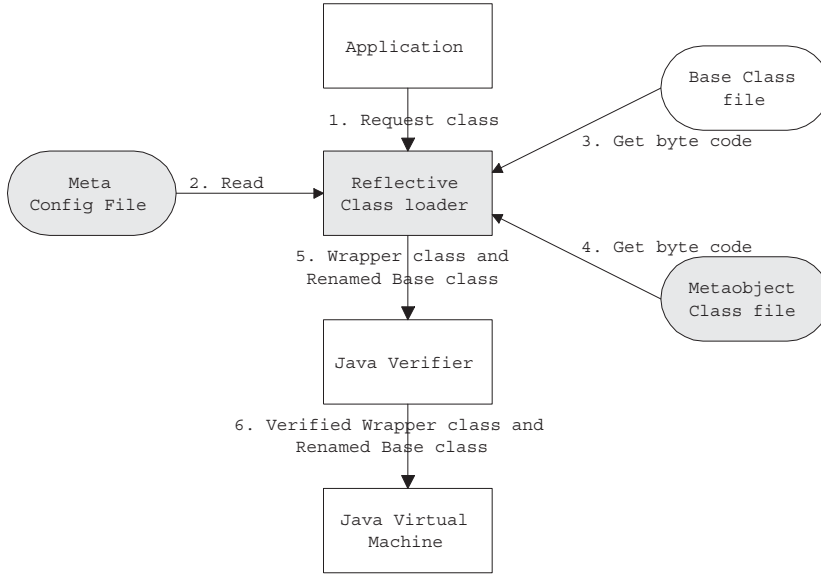 Application
Base Class
file
1. Request class
3. Get byte code
Meta
Config File
2. Read
Reflective
Class loader
4. Get byte code
5. Wrapper class and
Renamed Base class
Metaobject
Class file
Java Verifier
6. Verified Wrapper class and
Renamed Base class
Java Virtual
Machine